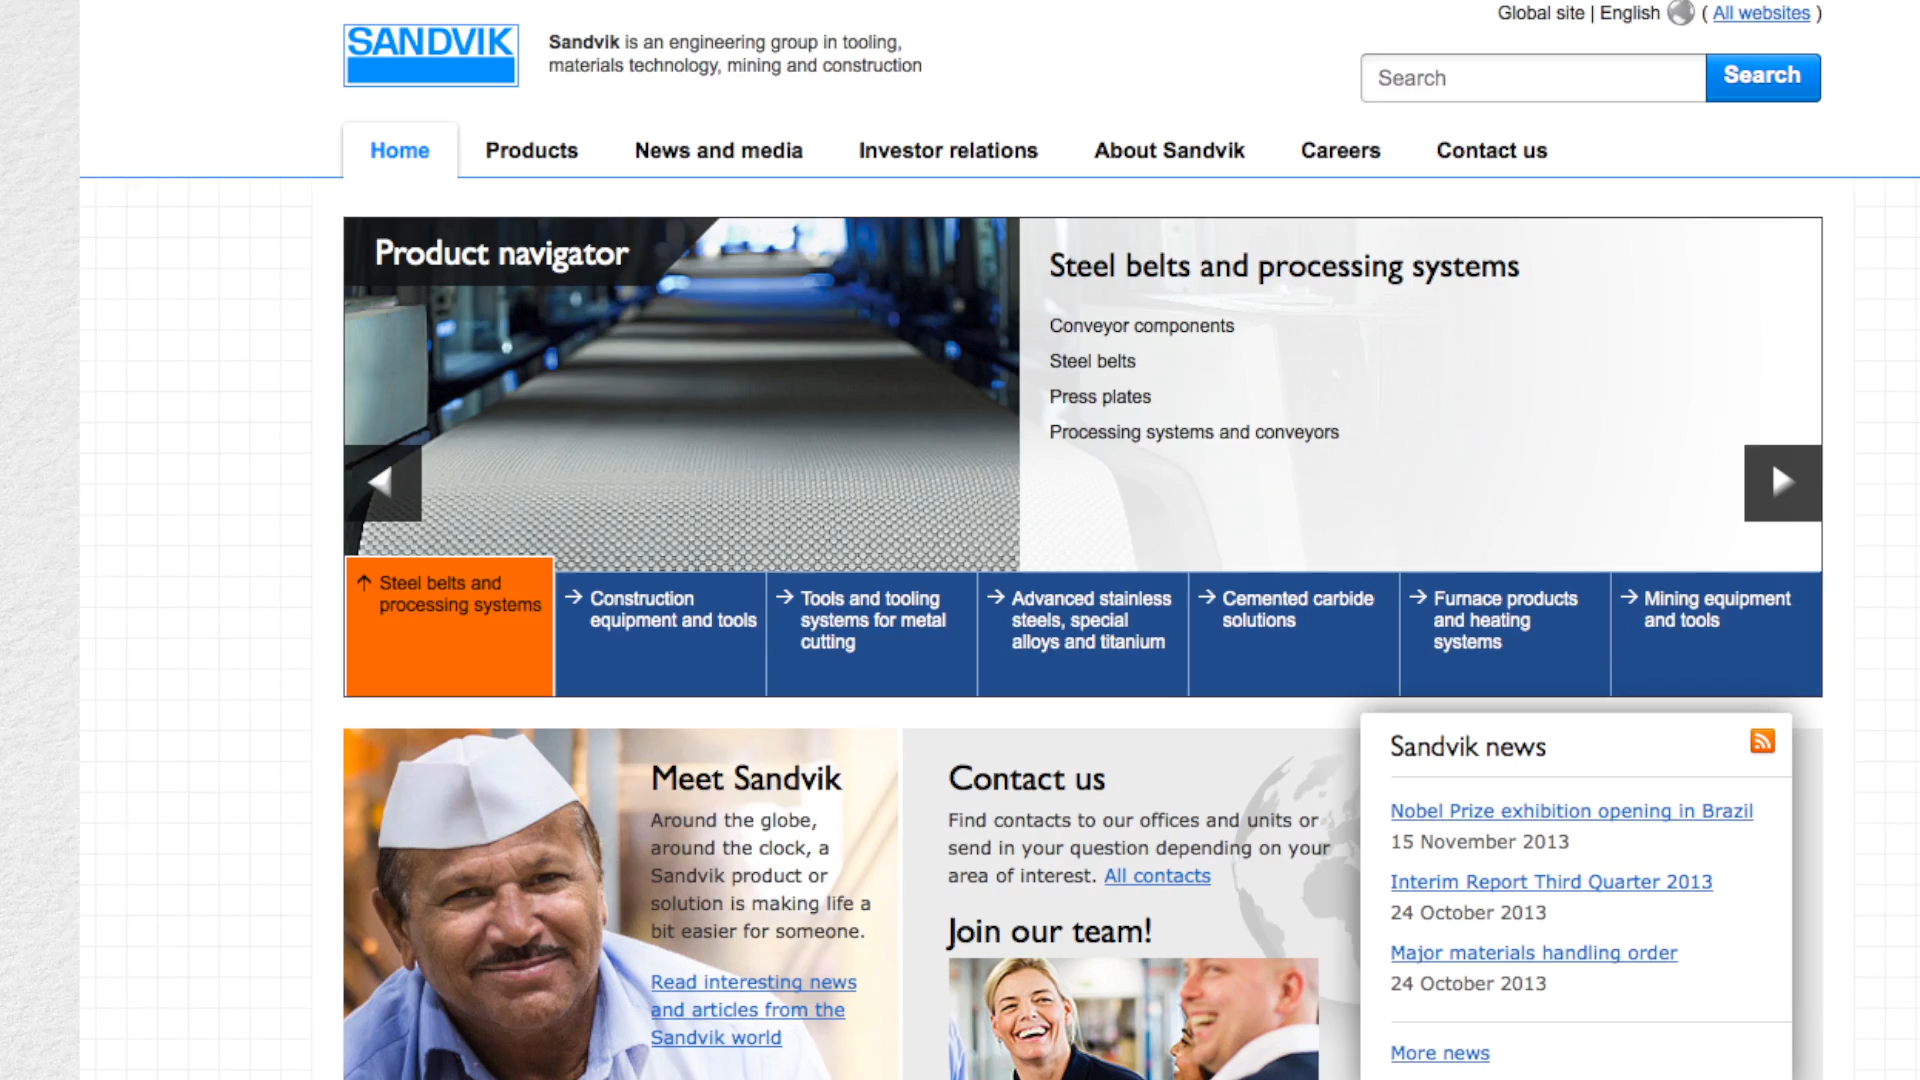 SANDVIK
Sandvik is an engineering group in tooling,
materials technology, mining and construction
Global site | English ( All websites )
Search
Search
Home
Products
News and media
Investor relations
About Sandvik
Careers
Contact us
Product navigator
Steel belts and processing systems
Conveyor components
Steel belts
Press plates
Processing systems and conveyors
Steel belts and
processing systems
Construction
equipment and tools
Tools and tooling
systems for metal
cutting
Advanced stainless
steels, special
alloys and titanium
Cemented carbide
solutions
Furnace products
and heating
systems
Mining equipment
and tools
Meet Sandvik
Around the globe,
around the clock, a
Sandvik product or
solution is making life a
bit easier for someone.
Read interesting news
and articles from the
Sandvik world
Contact us
Find contacts to our offices and units or
send in your question depending on your
area of interest. All contacts
Join our team!
Sandvik news
Nobel Prize exhibition opening in Brazil
15 November 2013
Interim Report Third Quarter 2013
24 October 2013
Major materials handling order
24 October 2013
More news